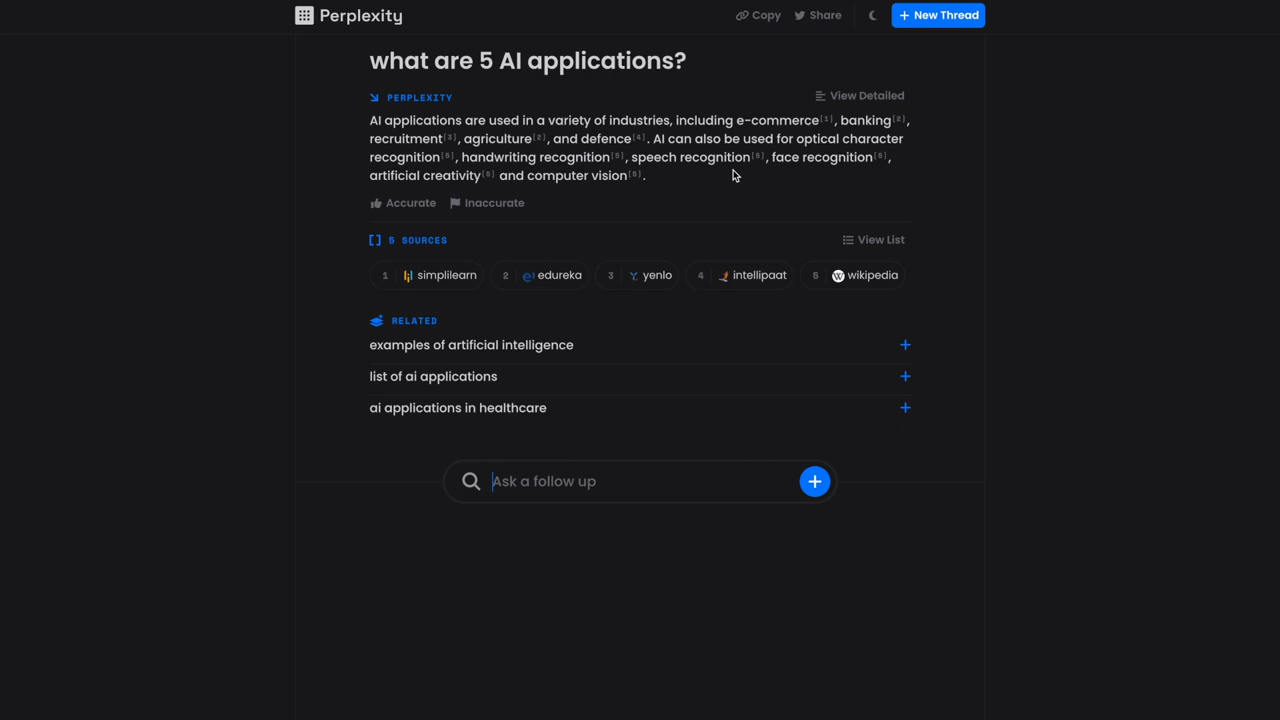 Perplexity
Copy Share + New Thread
what are 5 AI applications?
PERPLEXITY
View Detailed
AI applications are used in a variety of industries, including e-commerce[1], banking[2],
recruitment[3], agriculture[2], and defence[4]. AI can also be used for optical character
recognition[5], handwriting recognition[5], speech recognition[5], face recognition[5],
artificial creativity[5] and computer vision[5].
Accurate Inaccurate
5 SOURCES
View List
1 simplilearn 2 edureka 3 yenlo 4 intellipaat 5 wikipedia
RELATED
examples of artificial intelligence +
list of ai applications +
ai applications in healthcare +
Ask a follow up +